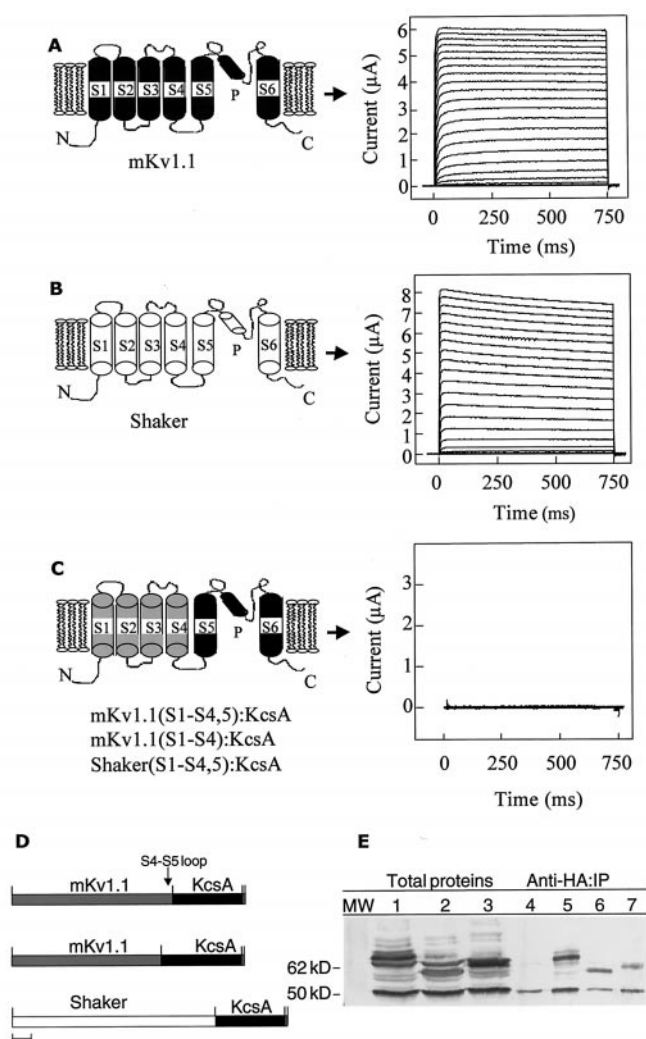 A
S1 S2 S3 S4 S5 P S6
N C
mKv1.1
Current (μA)
6
5
4
3
2
1
0
0 250 500 750
Time (ms)
B
S1 S2 S3 S4 S5 P S6
N C
Shaker
Current (μA)
8
7
6
5
4
3
2
1
0
0 250 500 750
Time (ms)
C
S1 S2 S3 S4 S5 P S6
N C
mKv1.1(S1-S4,5):KcsA
mKv1.1(S1-S4):KcsA
Shaker(S1-S4,5):KcsA
Current (μA)
3
2
1
0
0 250 500 750
Time (ms)
D
S4-S5 loop
mKv1.1 KcsA
mKv1.1 KcsA
Shaker KcsA
E
Total proteins Anti-HA:IP
MW 1 2 3 4 5 6 7
62 kD-
50 kD-